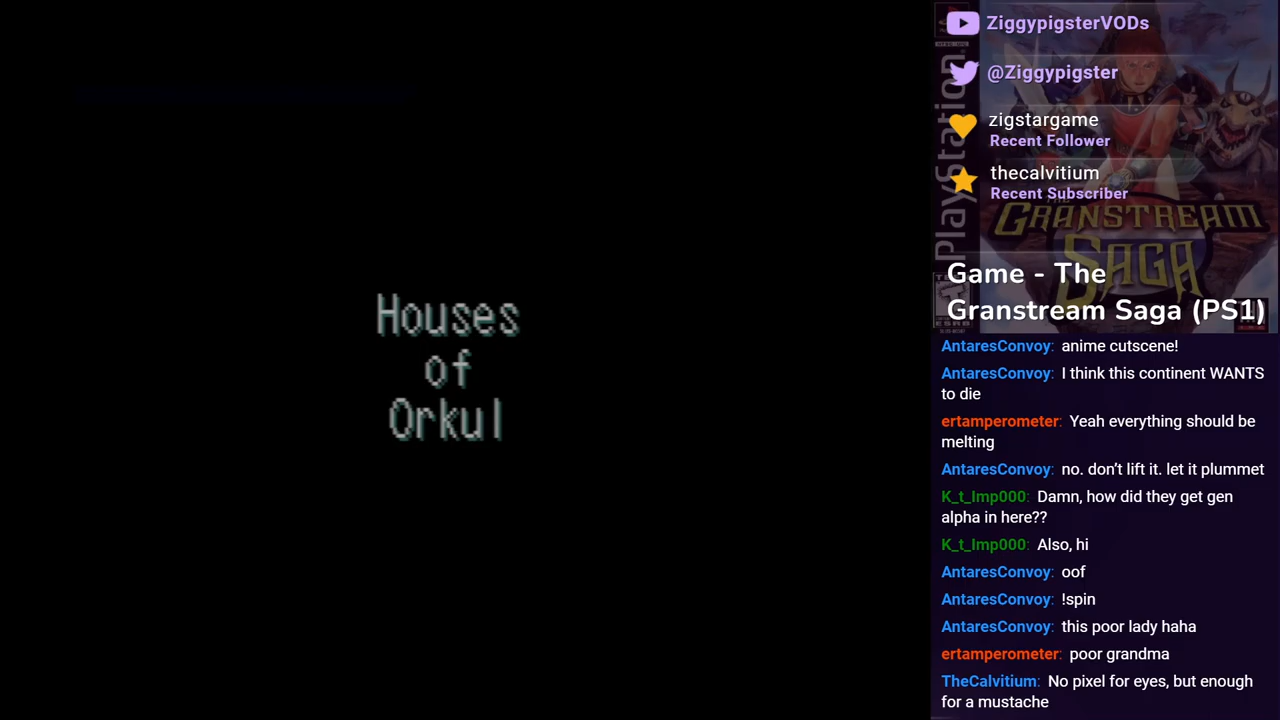 Houses
of
Orkul
ZiggypigsterVODs
@Ziggypigster
zigstargame
Recent Follower
thecalvitium
Recent Subscriber
PlayStation
THE
GRANSTREAM
SAGA
Game - The
Granstream Saga (PS1)
AntaresConvoy: anime cutscene!
AntaresConvoy: I think this continent WANTS
to die
ertamperometer: Yeah everything should be
melting
AntaresConvoy: no. don’t lift it. let it plummet
K_t_Imp000: Damn, how did they get gen
alpha in here??
K_t_Imp000: Also, hi
AntaresConvoy: oof
AntaresConvoy: !spin
AntaresConvoy: this poor lady haha
ertamperometer: poor grandma
TheCalvitium: No pixel for eyes, but enough
for a mustache